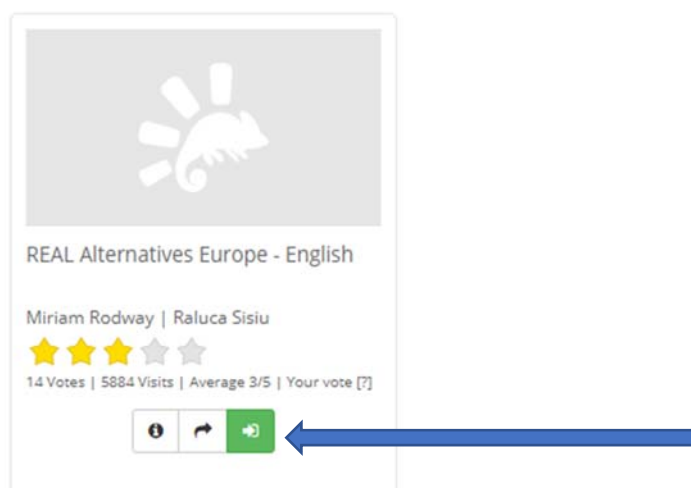 REAL Alternatives Europe - English
Miriam Rodway | Raluca Sisiu
14 Votes | 5884 Visits | Average 3/5 | Your vote [?]